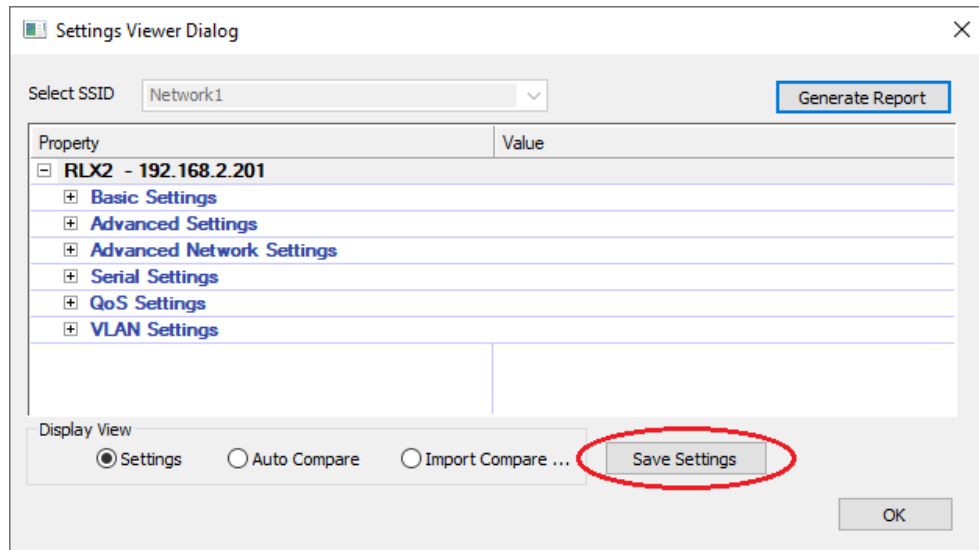 Settings Viewer Dialog
Select SSID Network1 Generate Report
Property Value
RLX2 - 192.168.2.201
Basic Settings
Advanced Settings
Advanced Network Settings
Serial Settings
QoS Settings
VLAN Settings
Display View
Settings Auto Compare Import Compare ... Save Settings
OK